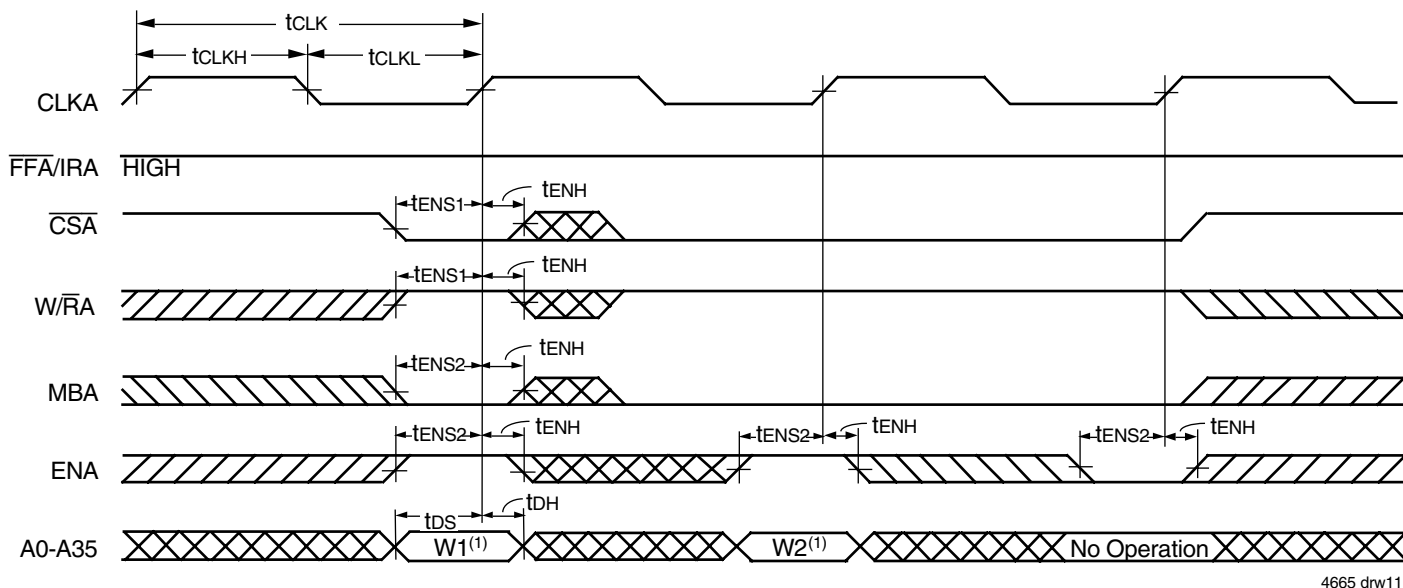 tCLK
tCLKH tCLKL
CLKA
FFA/IRA HIGH
tENS1 tENH
CSA
tENS1 tENH
W/RA
tENS2 tENH
MBA
tENS2 tENH tENS2 tENH tENS2 tENH
ENA
tDS tDH
A0-A35 W1(1) W2(1) No Operation
4665 drw11